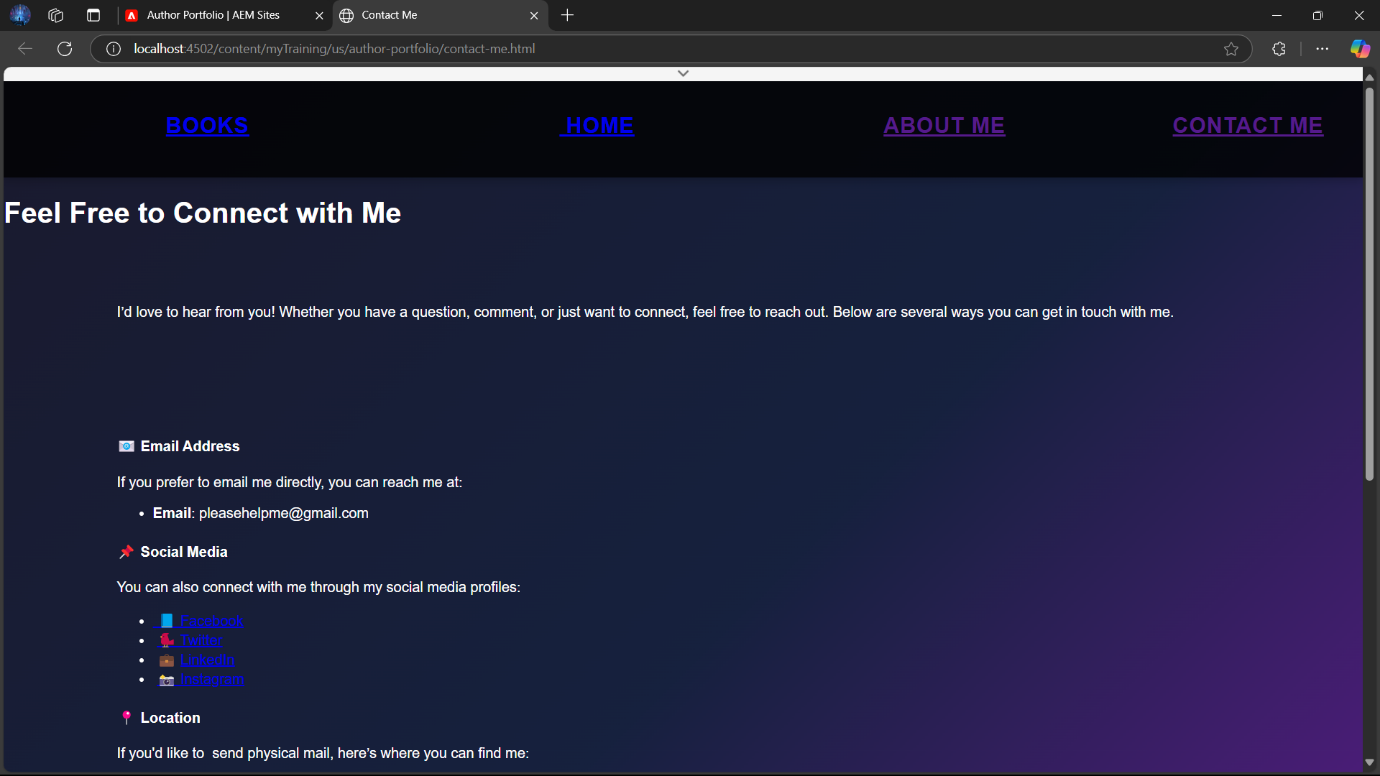 Author Portfolio | AEM Sites
Contact Me
localhost:4502/content/myTraining/us/author-portfolio/contact-me.html
BOOKS HOME ABOUT ME CONTACT ME
Feel Free to Connect with Me
I'd love to hear from you! Whether you have a question, comment, or just want to connect, feel free to reach out. Below are several ways you can get in touch with me.
📧 Email Address
If you prefer to email me directly, you can reach me at:
• Email: pleasehelpme@gmail.com
📌 Social Media
You can also connect with me through my social media profiles:
• 📘 Facebook
• 🐦 Twitter
• 💼 LinkedIn
• 📸 Instagram
📍 Location
If you'd like to  send physical mail, here's where you can find me: